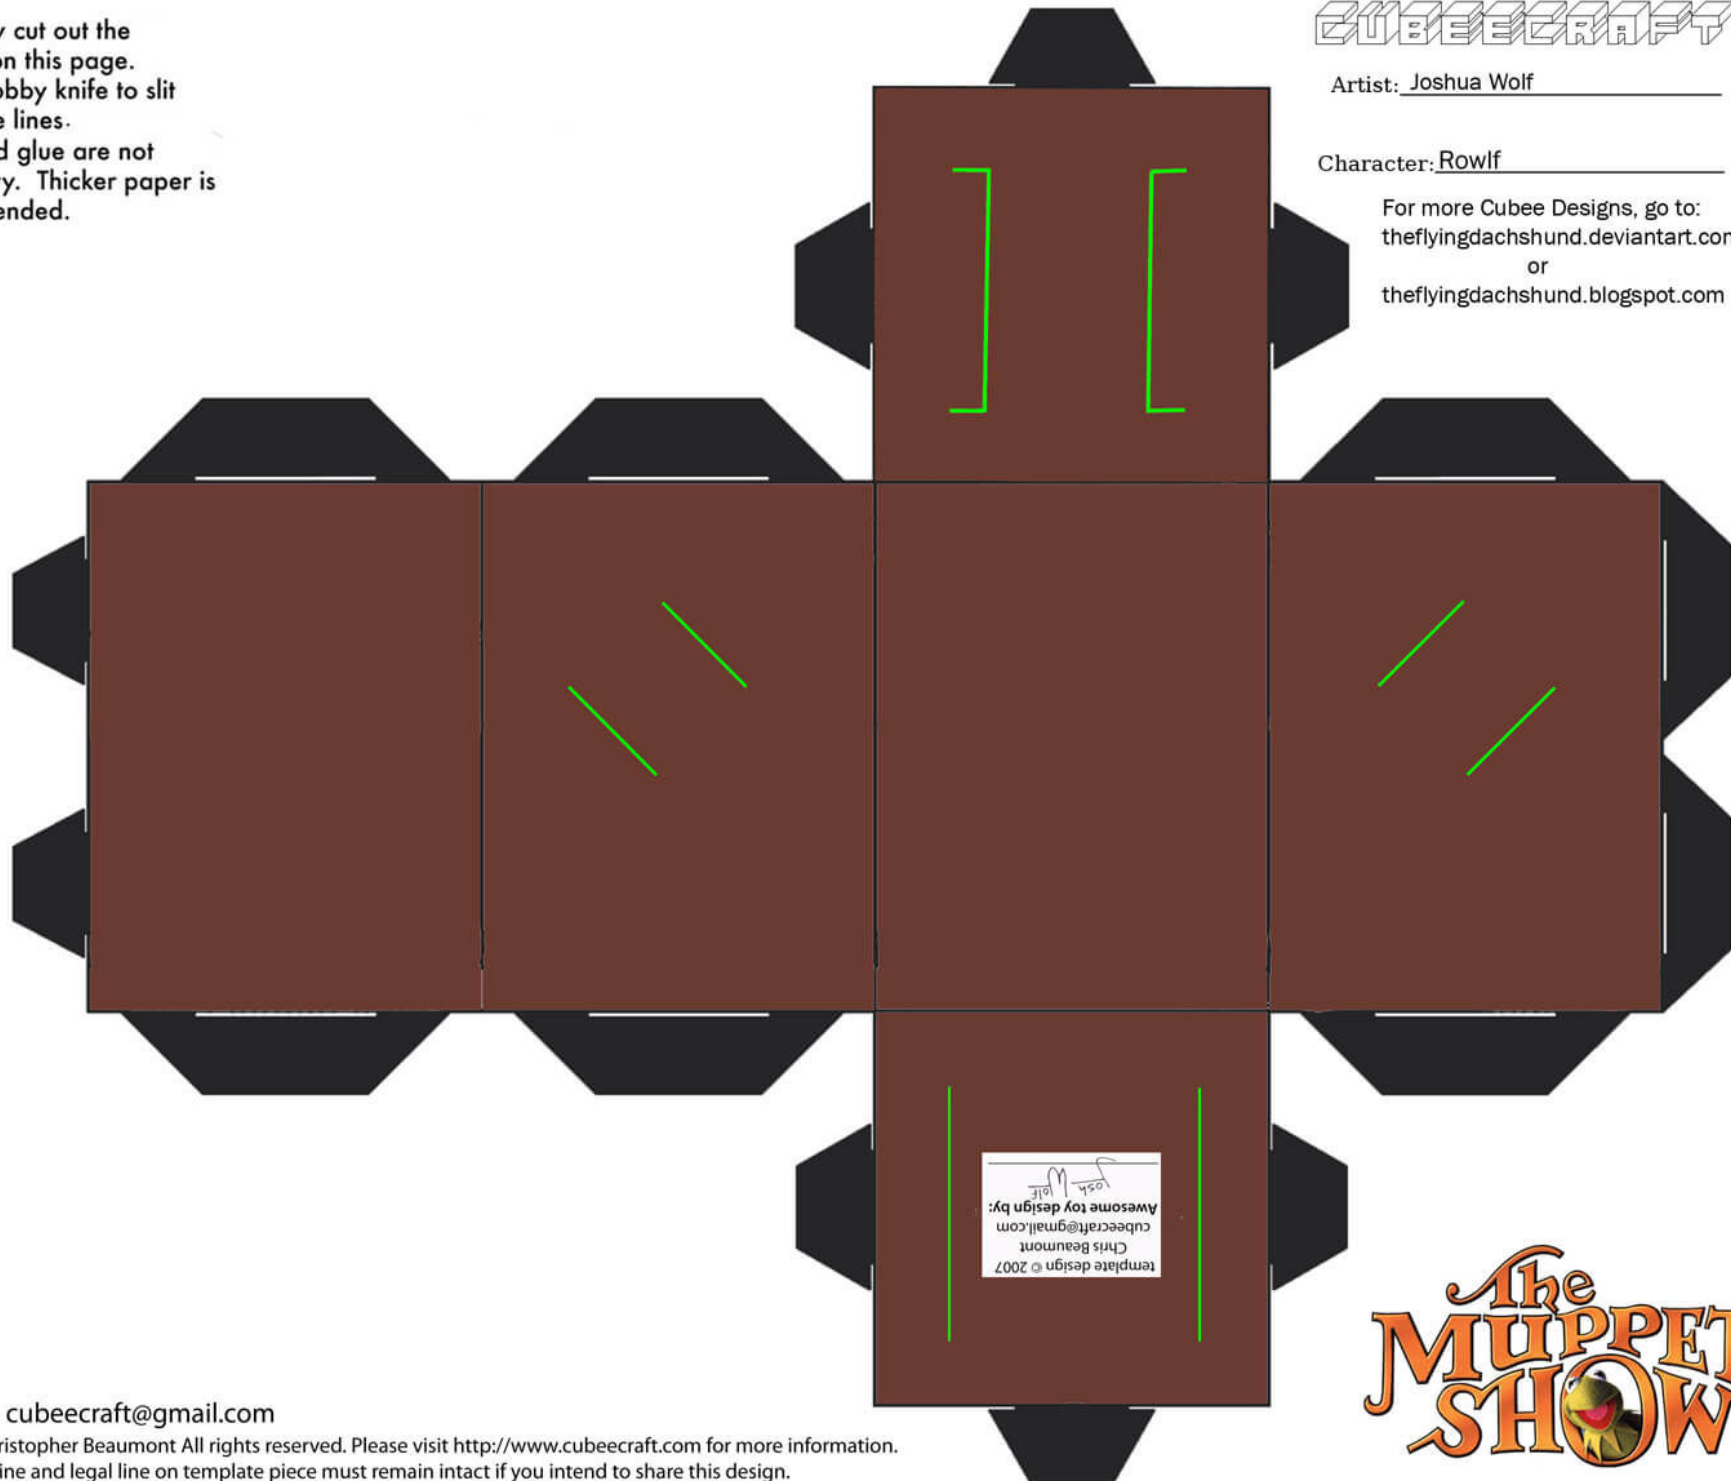 y cut out the
on this page.
obby knife to slit
e lines.
d glue are not
y. Thicker paper is
ended.
CUBEECRAFT
Artist: Joshua Wolf
Character: Rowlf
For more Cubee Designs, go to:
theflyingdachshund.deviantart.com
or
theflyingdachshund.blogspot.com
template design © 2007
Chris Beaumont
cubeecraft@gmail.com
Awesome toy design by:
Josh Wolf
The
MUPPET
SHOW
cubeecraft@gmail.com
ristopher Beaumont All rights reserved. Please visit http://www.cubeecraft.com for more information.
ine and legal line on template piece must remain intact if you intend to share this design.